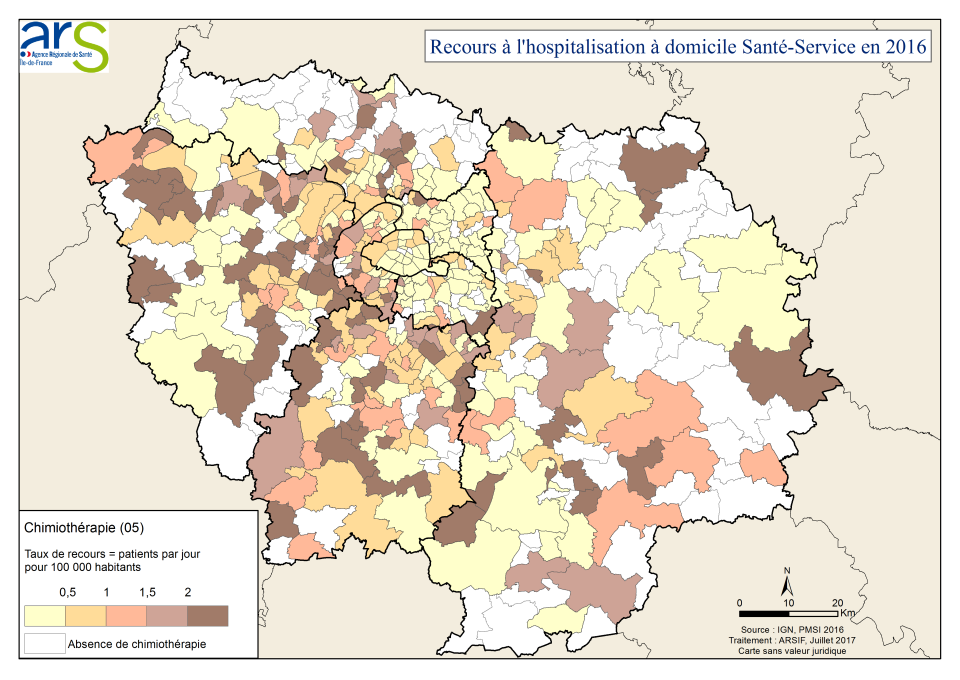 ars
Agence Régionale de Santé
Île-de-France
Recours à l'hospitalisation à domicile Santé-Service en 2016
Chimiothérapie (05)
Taux de recours = patients par jour
pour 100 000 habitants
0,5 1 1,5 2
Absence de chimiothérapie
N
0 10 20
Km
Source : IGN, PMSI 2016
Traitement : ARSIF, Juillet 2017
Carte sans valeur juridique